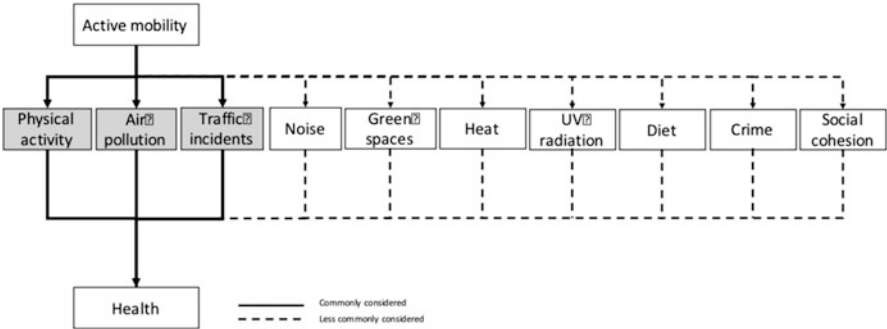 Active mobility
Physical
activity
Air
pollution
Traffic
incidents
Noise
Green
spaces
Heat
UV
radiation
Diet
Crime
Social
cohesion
Health
Commonly considered
Less commonly considered